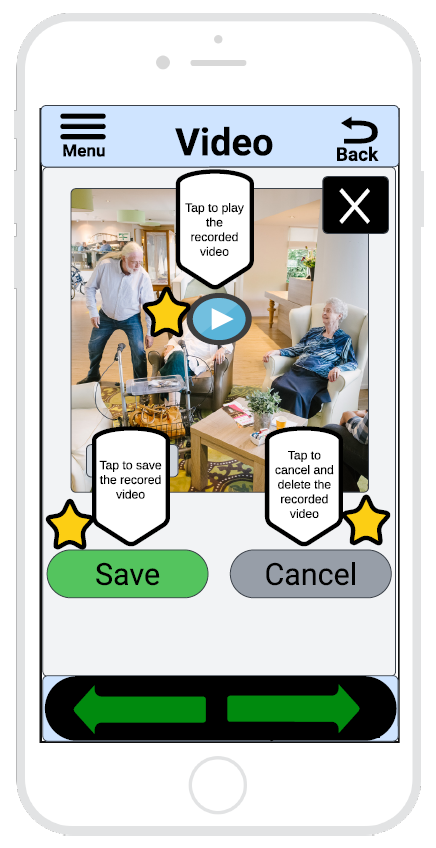 Menu
Video
Back
Tap to play
the
recorded
video
X
Tap to save
the recored
video
Tap to
cancel and
delete the
recorded
video
Save
Cancel